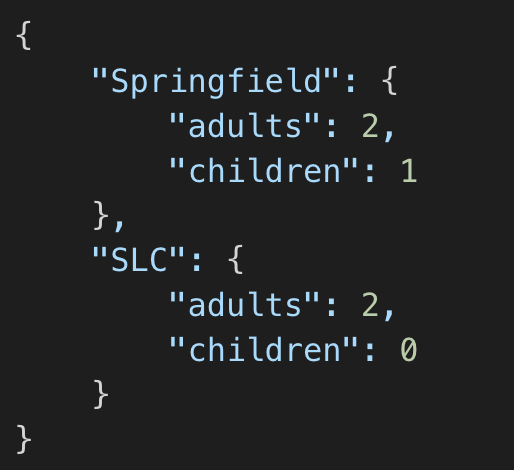 {
    "Springfield": {
        "adults": 2,
        "children": 1
    },
    "SLC": {
        "adults": 2,
        "children": 0
    }
}